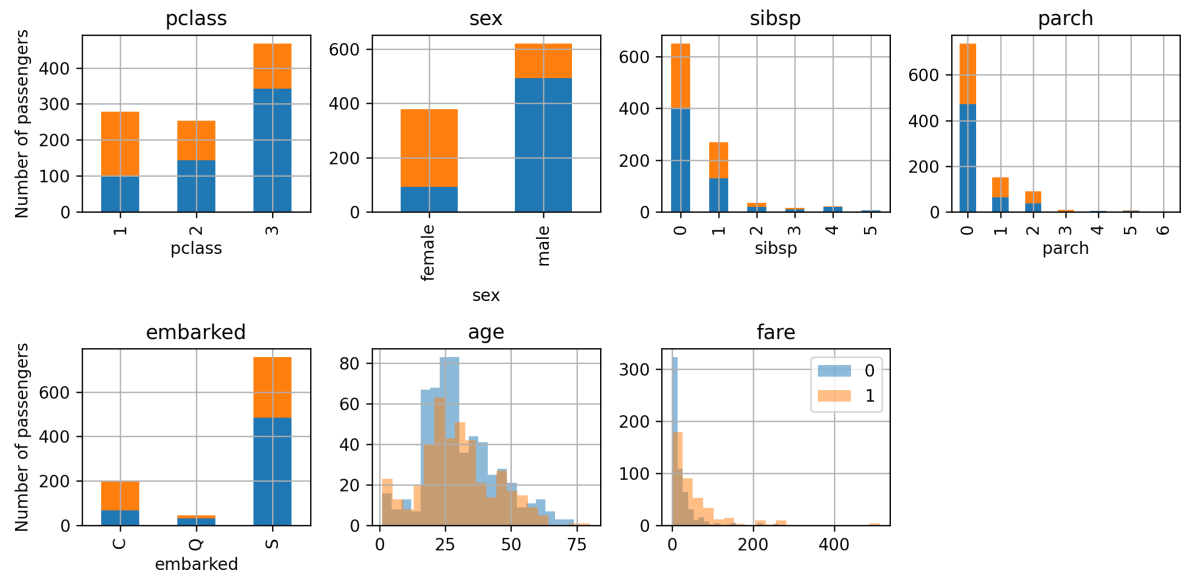 pclass
Number of passengers
400
300
200
100
0
1 2 3
pclass
sex
600
400
200
0
female male
sex
sibsp
600
400
200
0
0 1 2 3 4 5
sibsp
parch
600
400
200
0
0 1 2 3 4 5 6
parch
embarked
Number of passengers
600
400
200
0
C Q S
embarked
age
80
60
40
20
0
0 25 50 75
fare
300
200
100
0
0 200 400
0
1